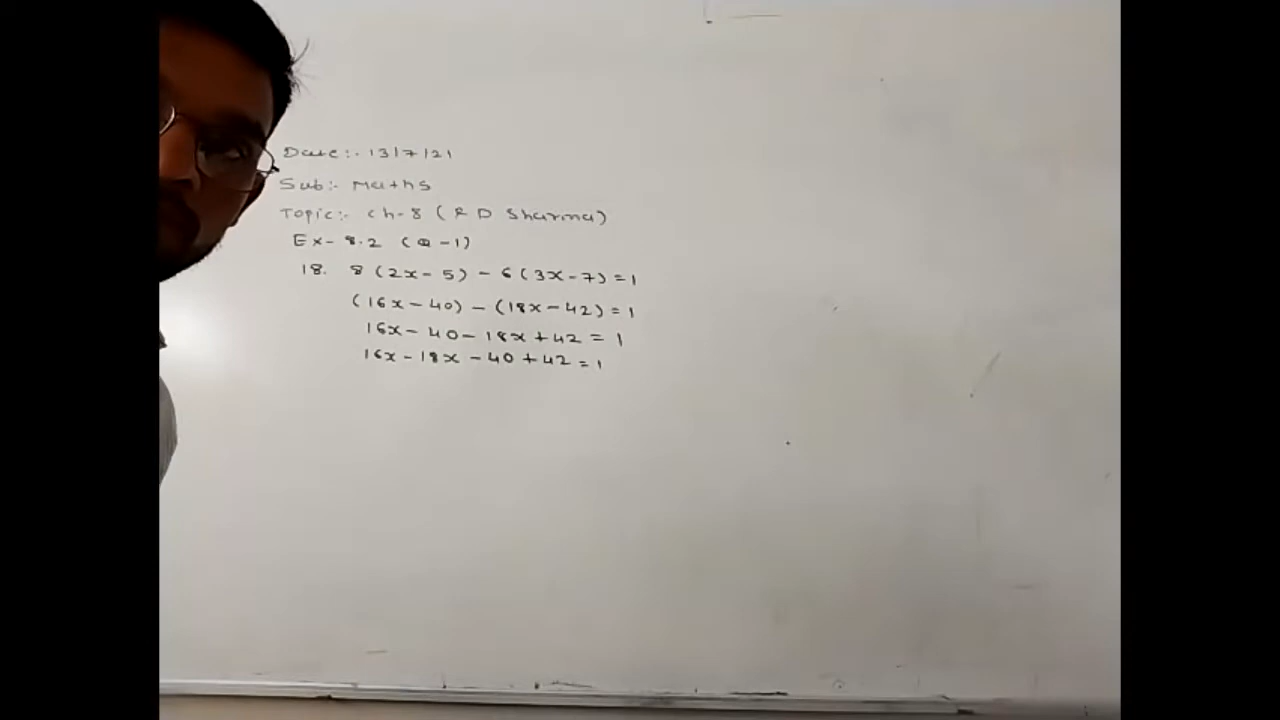 Date:- 13/7/21
Sub:- Maths
Topic:- Ch-8 (R D Sharma)
Ex- 8.2 (Q-1)
18. 8(2x-5) - 6(3x-7) = 1
(16x-40) - (18x-42) = 1
16x - 40 - 18x + 42 = 1
16x - 18x - 40 + 42 = 1